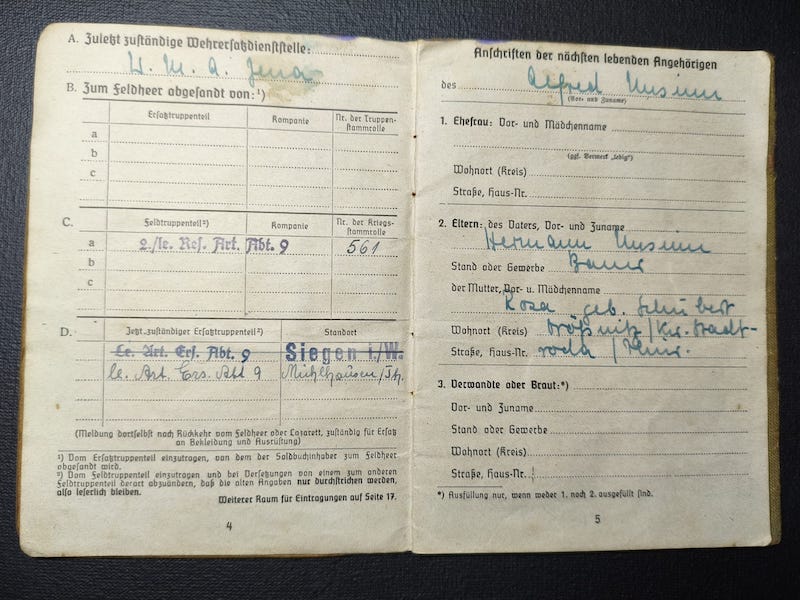 A. Zuletzt zuständige Wehrersatzdienststelle:
W. M. A. Jena
B. Zum Feldheer abgesandt von:¹)
Ersatztruppenteil
Kompanie
Nr. der Truppen-
stammrolle
a
b
c
C.
Feldtruppenteil²)
Kompanie
Nr. der Kriegs-
stammrolle
a
2./le. Res. Art. Abt. 9
561
b
c
D.
Jetzt zuständiger Ersatztruppenteil²)
Standort
Le. Art. Ers. Abt. 9
Siegen i./W.
le. Art. Ers. Abt 9
Mühlhausen/Th.
(Meldung dortselbst nach Rückkehr vom Feldheer oder Lazarett, zuständig für Ersatz
an Bekleidung und Ausrüstung)
¹) Vom Ersatztruppenteil einzutragen, von dem der Soldbuchinhaber zum Feldheer
abgesandt wird.
²) Vom Feldtruppenteil einzutragen und bei Versetzungen von einem zum anderen
Feldtruppenteil derart abzuändern, daß die alten Angaben nur durchstrichen werden,
also leserlich bleiben.
Weiterer Raum für Eintragungen auf Seite 17.
4
Anschriften der nächsten lebenden Angehörigen
des Alfred
(Vor- und Zuname)
1. Ehefrau: Vor- und Mädchenname
(ggf. Vermerk „ledig")
Wohnort (Kreis)
Straße, Haus-Nr.
2. Eltern: des Vaters, Vor- und Zuname
Hermann
Stand oder Gewerbe Bauer
der Mutter, Vor- u. Mädchenname
Rosa geb. Schubert
Wohnort (Kreis) Tröbnitz/Kr. Stadt-
Straße, Haus-Nr. roda /Thür.
3. Verwandte oder Braut:*)
Vor- und Zuname
Stand oder Gewerbe
Wohnort (Kreis)
Straße, Haus-Nr.
*) Ausfüllung nur, wenn weder 1. noch 2. ausgefüllt sind.
5